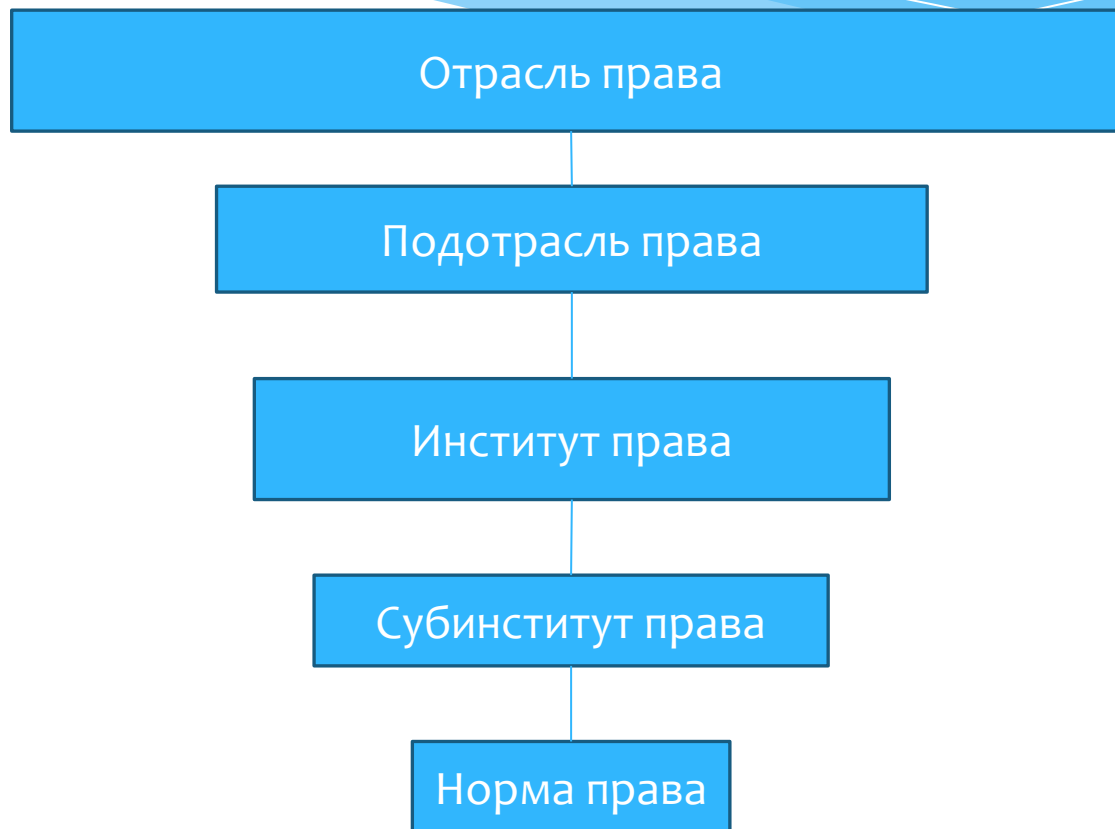 Отрасль права
Подотрасль права
Институт права
Субинститут права
Норма права